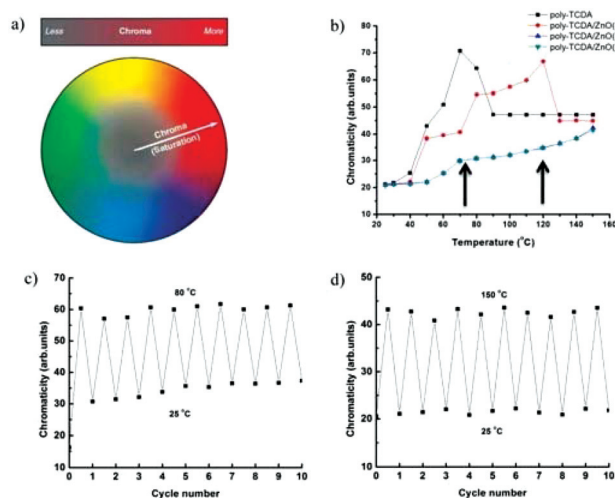 a)
Less Chroma More
Chroma
(Saturation)
b)
Chromaticity (arb.units)
80
70
60
50
40
30
20
10
20 40 60 80 100 120 140 160
Temperature (°C)
poly-TCDA
poly-TCDA/ZnO(
poly-TCDA/ZnO(
poly-TCDA/ZnO(
c)
Chromaticity (arb.units)
70
60
50
40
30
20
10
80 °C
25 °C
0 1 2 3 4 5 6 7 8 9 10
Cycle number
d)
Chromaticity (arb.units)
50
40
30
20
10
150 °C
25 °C
0 1 2 3 4 5 6 7 8 9 10
Cycle number